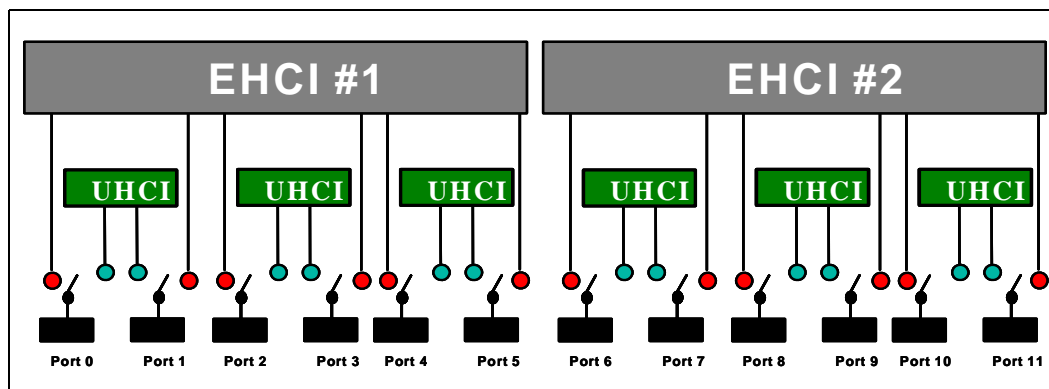 EHCI #1 EHCI #2
UHCI UHCI UHCI UHCI UHCI UHCI
Port 0 Port 1 Port 2 Port 3 Port 4 Port 5 Port 6 Port 7 Port 8 Port 9 Port 10 Port 11